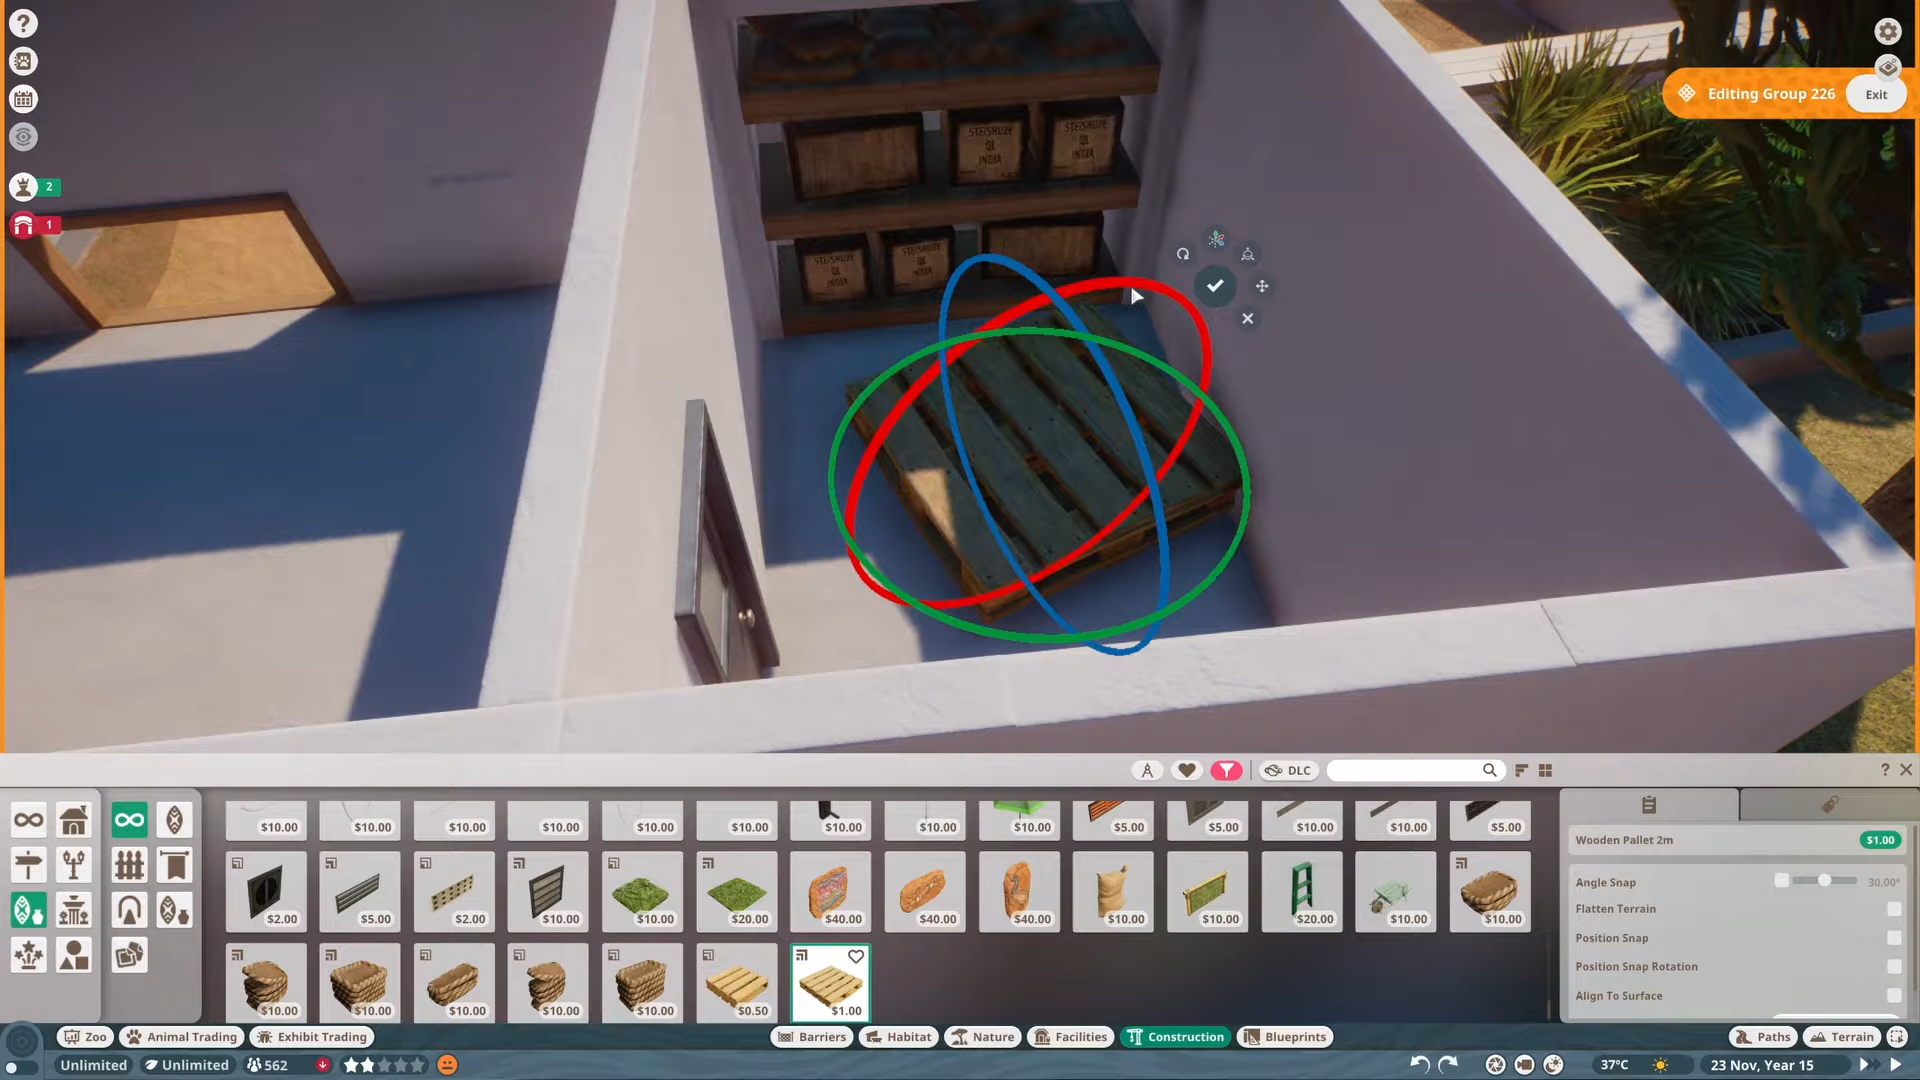 ?
Editing Group 226
Exit
2
1
INDIA
INDIA
INDIA
INDIA
DLC
?
$10.00 $10.00 $10.00 $10.00 $10.00 $10.00 $10.00 $10.00 $10.00 $5.00 $5.00 $10.00 $10.00 $5.00
$2.00 $5.00 $2.00 $10.00 $10.00 $20.00 $40.00 $40.00 $40.00 $10.00 $10.00 $20.00 $10.00 $10.00
$10.00 $10.00 $10.00 $10.00 $10.00 $0.50 $1.00
Wooden Pallet 2m $1.00
Angle Snap 30.00°
Flatten Terrain
Position Snap
Position Snap Rotation
Align To Surface
Zoo Animal Trading Exhibit Trading Barriers Habitat Nature Facilities Construction Blueprints Paths Terrain
Unlimited Unlimited 562 37°C 23 Nov, Year 15